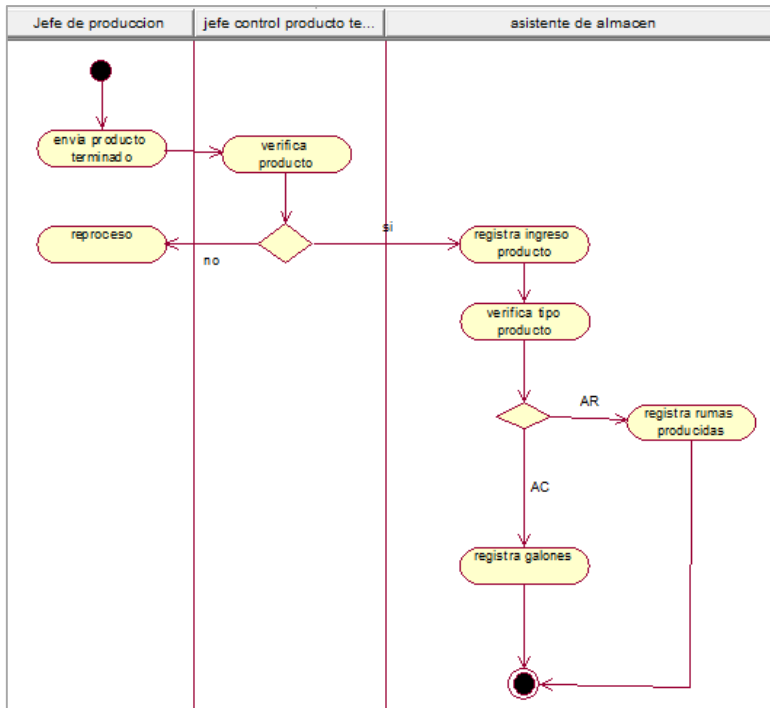 Jefe de produccion
jefe control producto te...
asistente de almacen
envia producto
terminado
verifica
producto
reproceso
no
si
registra ingreso
producto
verifica tipo
producto
AR
registra rumas
producidas
AC
registra galones